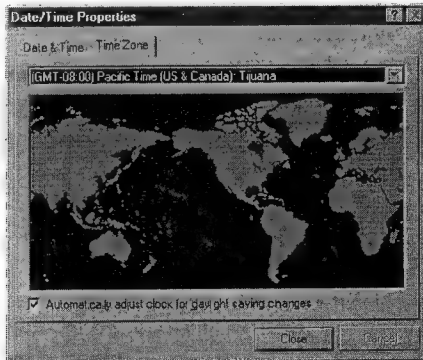 Date/Time Properties
Date & Time
Time Zone
(GMT-08:00) Pacific Time (US & Canada); Tijuana
Automatically adjust clock for daylight saving changes
Close
Cancel